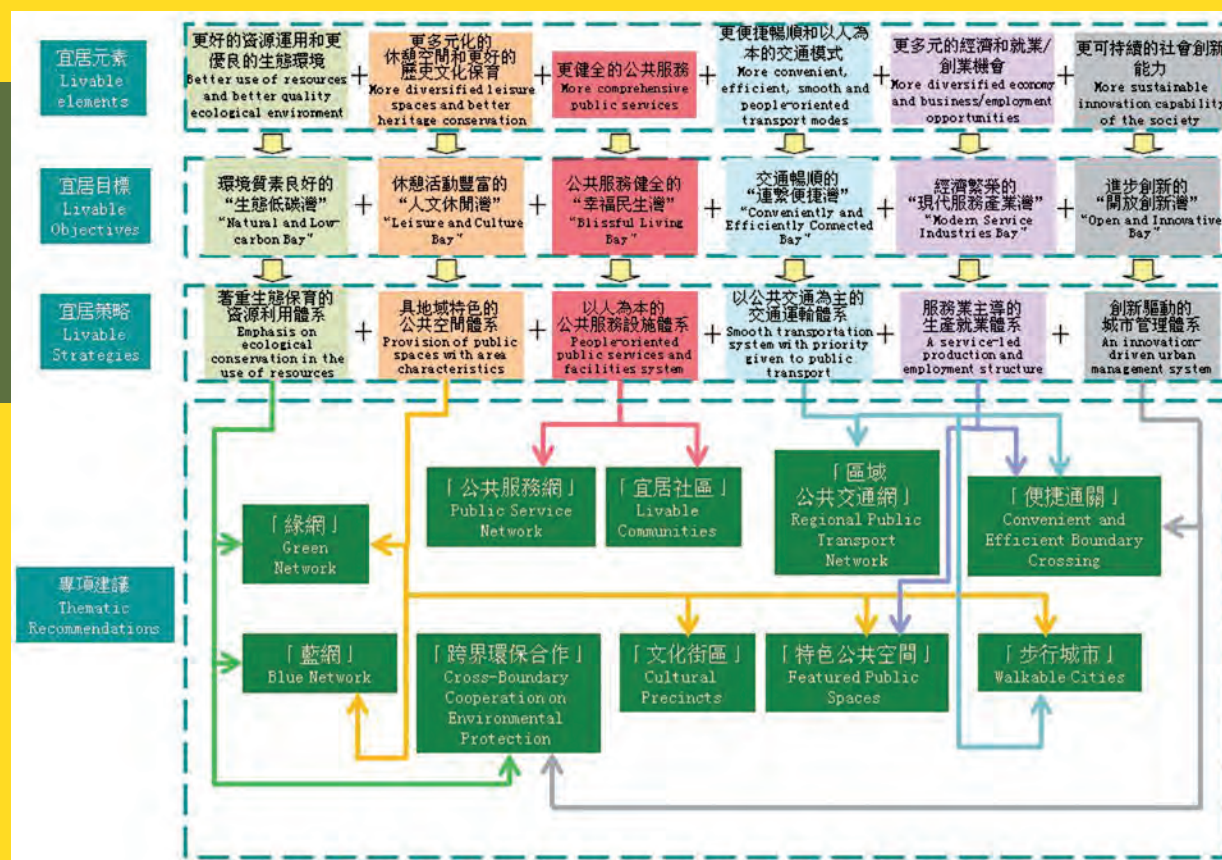 宜居元素
Livable
elements
更好的資源運用和更
優良的生態環境
Better use of resources
and better quality
ecological environment
+
更多元化的
休憩空間和更好的
歷史文化保育
More diversified leisure
spaces and better
heritage conservation
+
更健全的公共服務
More comprehensive
public services
+
更便捷暢順和以人為
本的交通模式
More convenient,
efficient, smooth and
people-oriented
transport modes
+
更多元的經濟和就業/
創業機會
More diversified economy
and business/employment
opportunities
+
更可持續的社會創新
能力
More sustainable
innovation capability
of the society
宜居目標
Livable
Objectives
環境質素良好的
“生態低碳灣”
“Natural and Low-
carbon Bay”
+
休憩活動豐富的
“人文休閒灣”
“Leisure and Culture
Bay”
+
公共服務健全的
“幸福民生灣”
“Blissful Living
Bay”
+
交通暢順的
“連繫便捷灣”
“Conveniently and
Efficiently Connected
Bay”
+
經濟繁榮的
“現代服務產業灣”
“Modern Service
Industries Bay”
+
進步創新的
“開放創新灣”
“Open and Innovative
Bay”
宜居策略
Livable
Strategies
著重生態保育的
資源利用體系
Emphasis on
ecological
conservation in the
use of resources
+
具地域特色的
公共空間體系
Provision of public
spaces with area
characteristics
+
以人為本的
公共服務設施體系
People-oriented
public services and
facilities system
+
以公共交通為主的
交通運輸體系
Smooth transportation
system with priority
given to public
transport
+
服務業主導的
生產就業體系
A service-led
production and
employment structure
+
創新驅動的
城市管理體系
An innovation-
driven urban
management system
專項建議
Thematic
Recommendations
「綠網」
Green
Network
「公共服務網」
Public Service
Network
「宜居社區」
Livable
Communities
「區域
公共交通網」
Regional Public
Transport
Network
「便捷通關」
Convenient and
Efficient Boundary
Crossing
「藍網」
Blue Network
「跨界環保合作」
Cross-Boundary
Cooperation on
Environmental
Protection
「文化街區」
Cultural
Precincts
「特色公共空間」
Featured Public
Spaces
「步行城市」
Walkable Cities